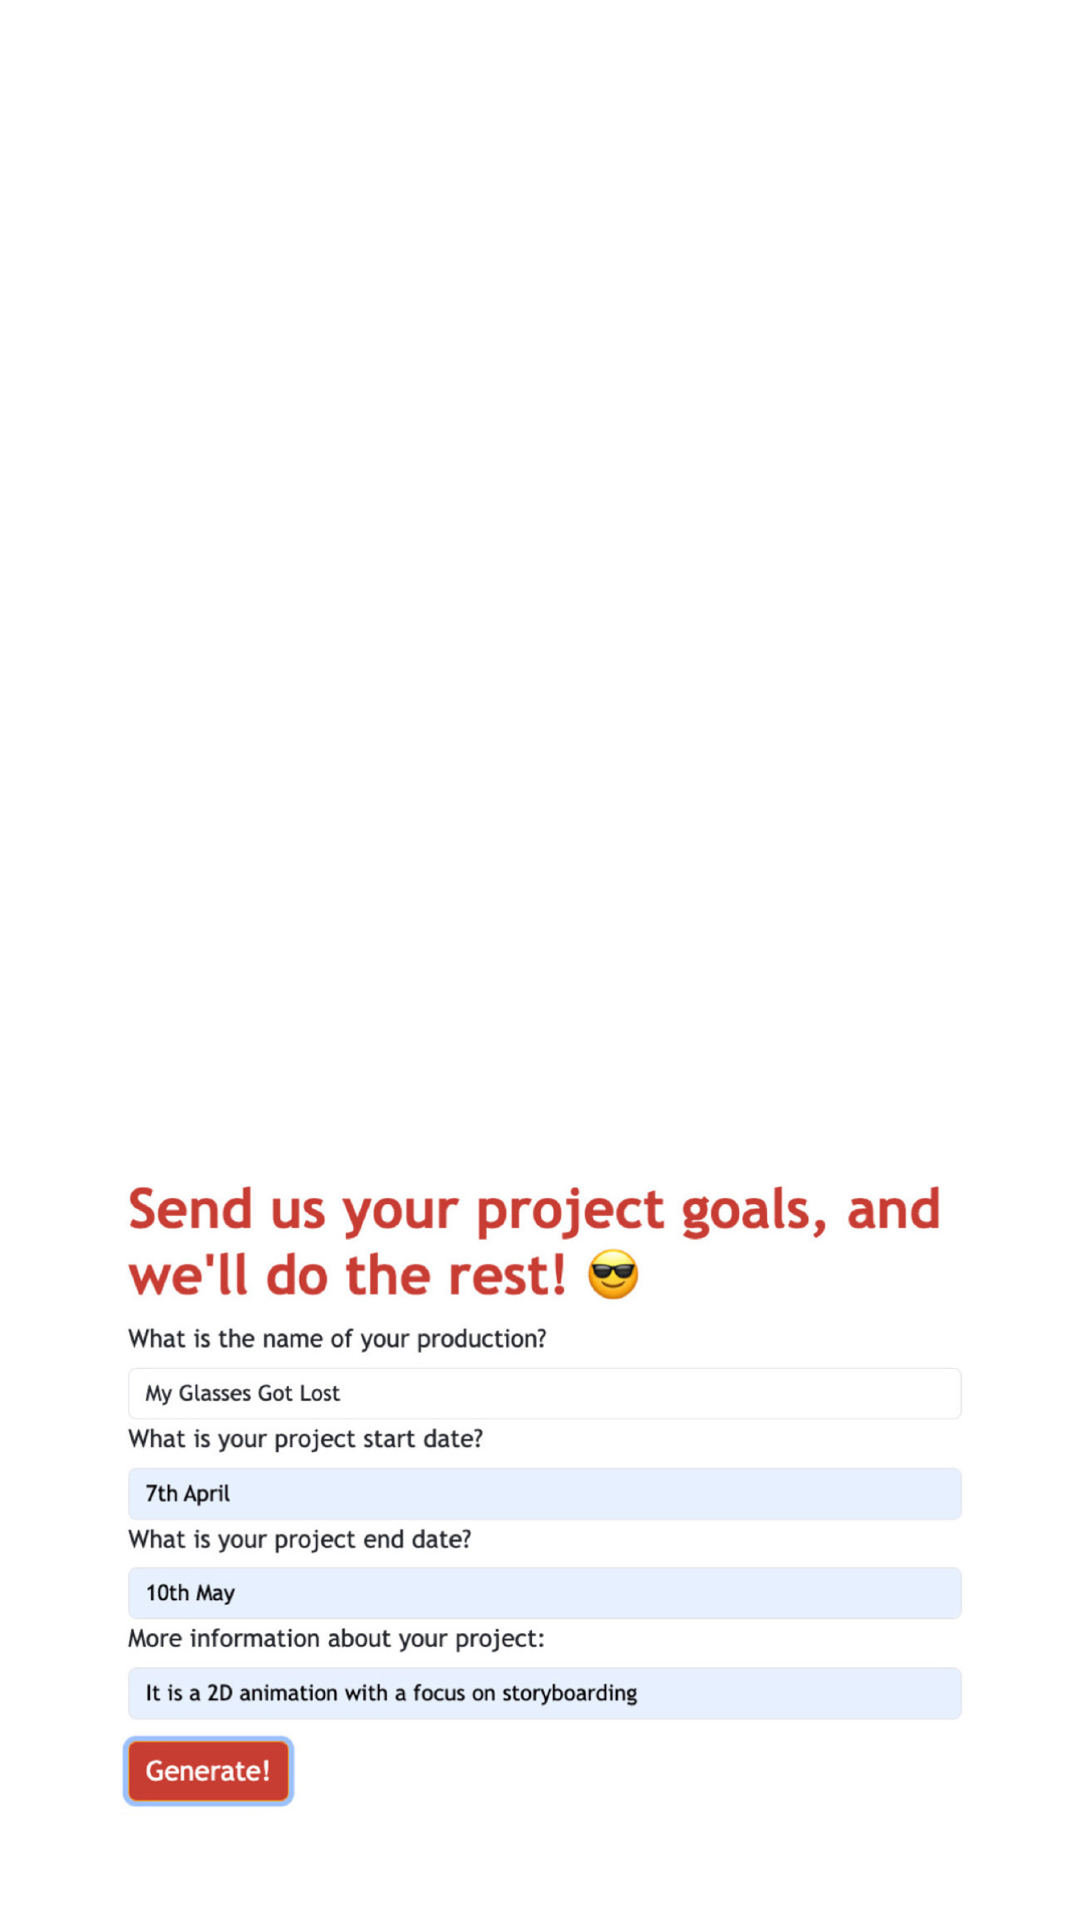 Send us your project goals, and
we'll do the rest! 😎
What is the name of your production?
My Glasses Got Lost
What is your project start date?
7th April
What is your project end date?
10th May
More information about your project:
It is a 2D animation with a focus on storyboarding
Generate!